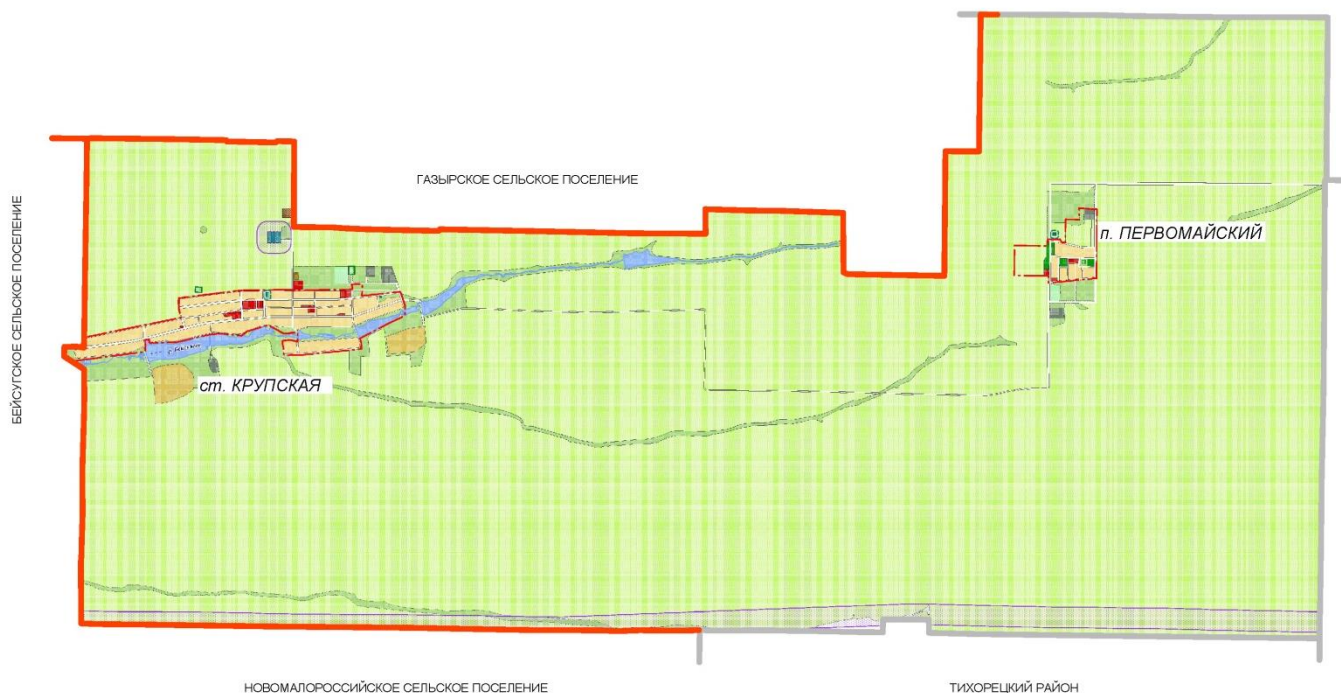 ГАЗЫРСКОЕ СЕЛЬСКОЕ ПОСЕЛЕНИЕ
БЕЙСУГСКОЕ СЕЛЬСКОЕ ПОСЕЛЕНИЕ
п. ПЕРВОМАЙСКИЙ
ст. КРУПСКАЯ
НОВОМАЛОРОССИЙСКОЕ СЕЛЬСКОЕ ПОСЕЛЕНИЕ
ТИХОРЕЦКИЙ РАЙОН